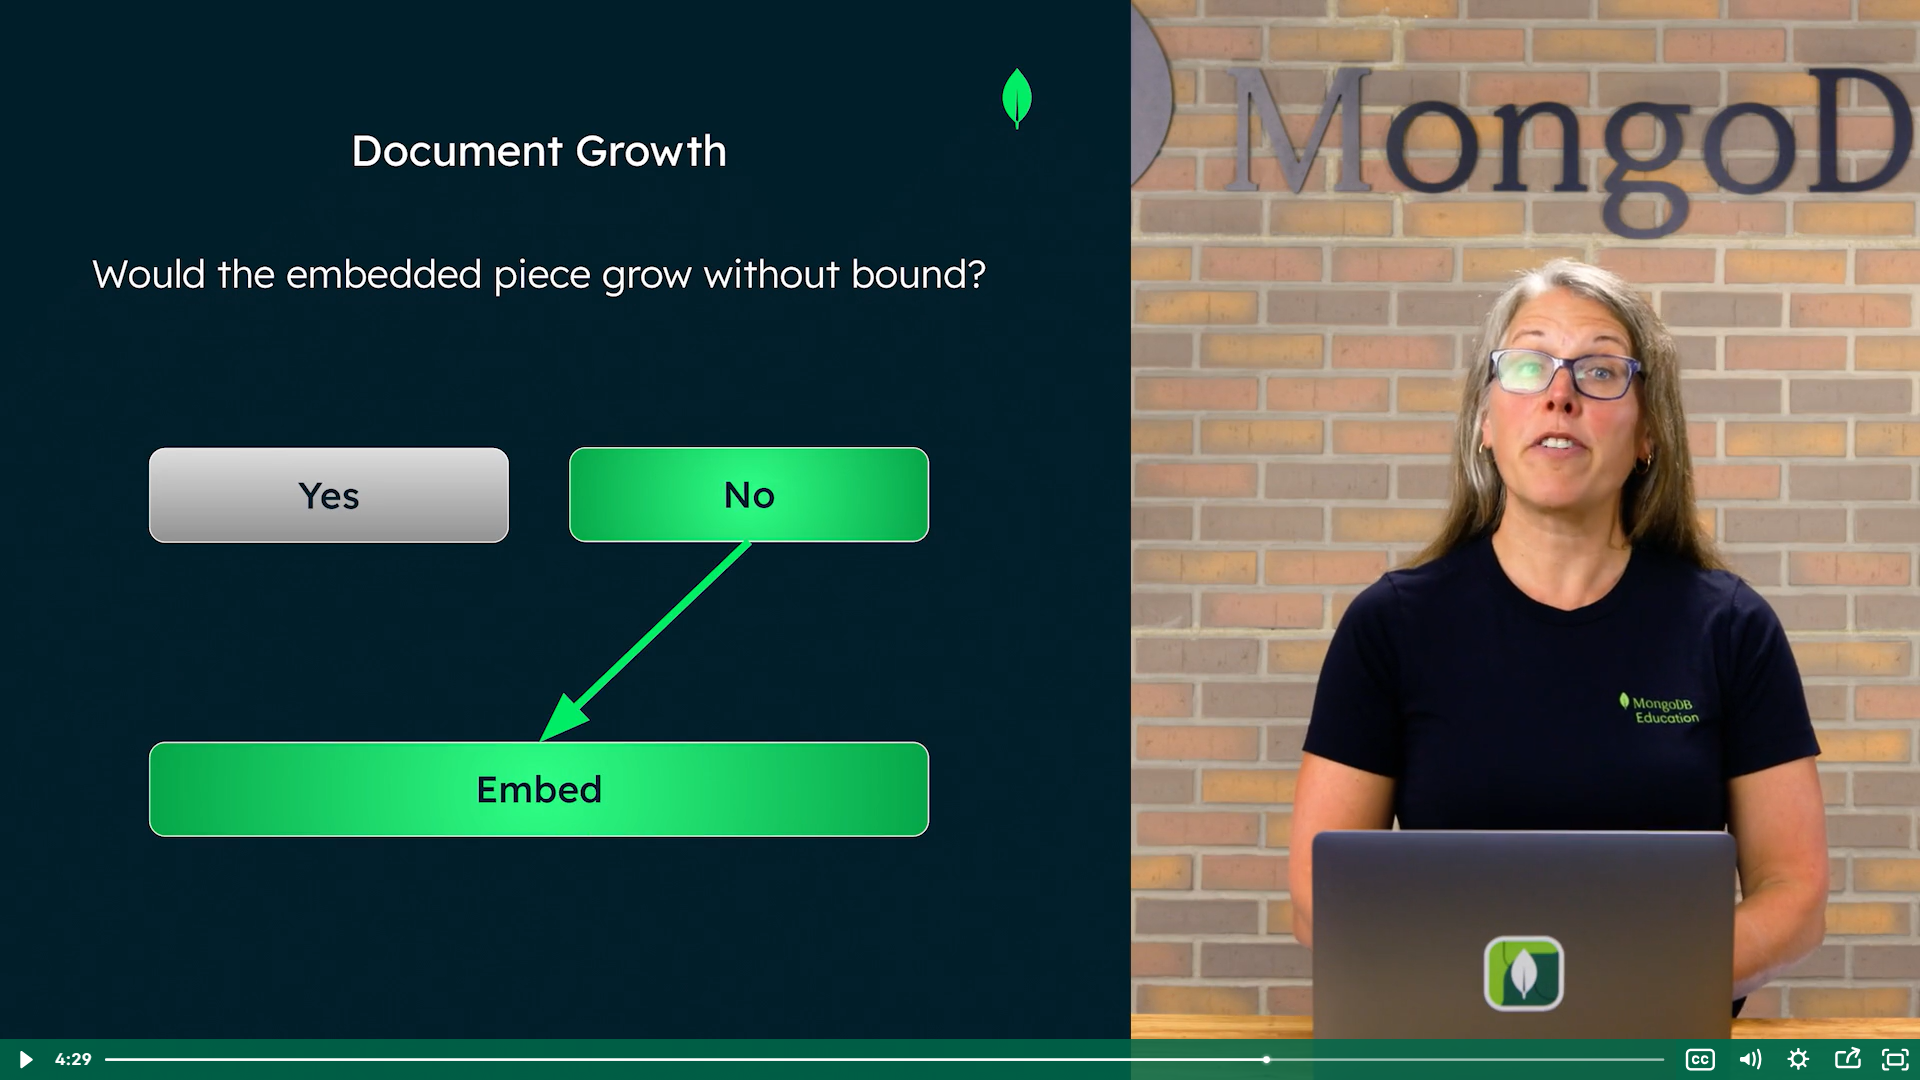 Document Growth
Would the embedded piece grow without bound?
Yes
No
Embed
MongoD
MongoDB
Education
4:29
CC